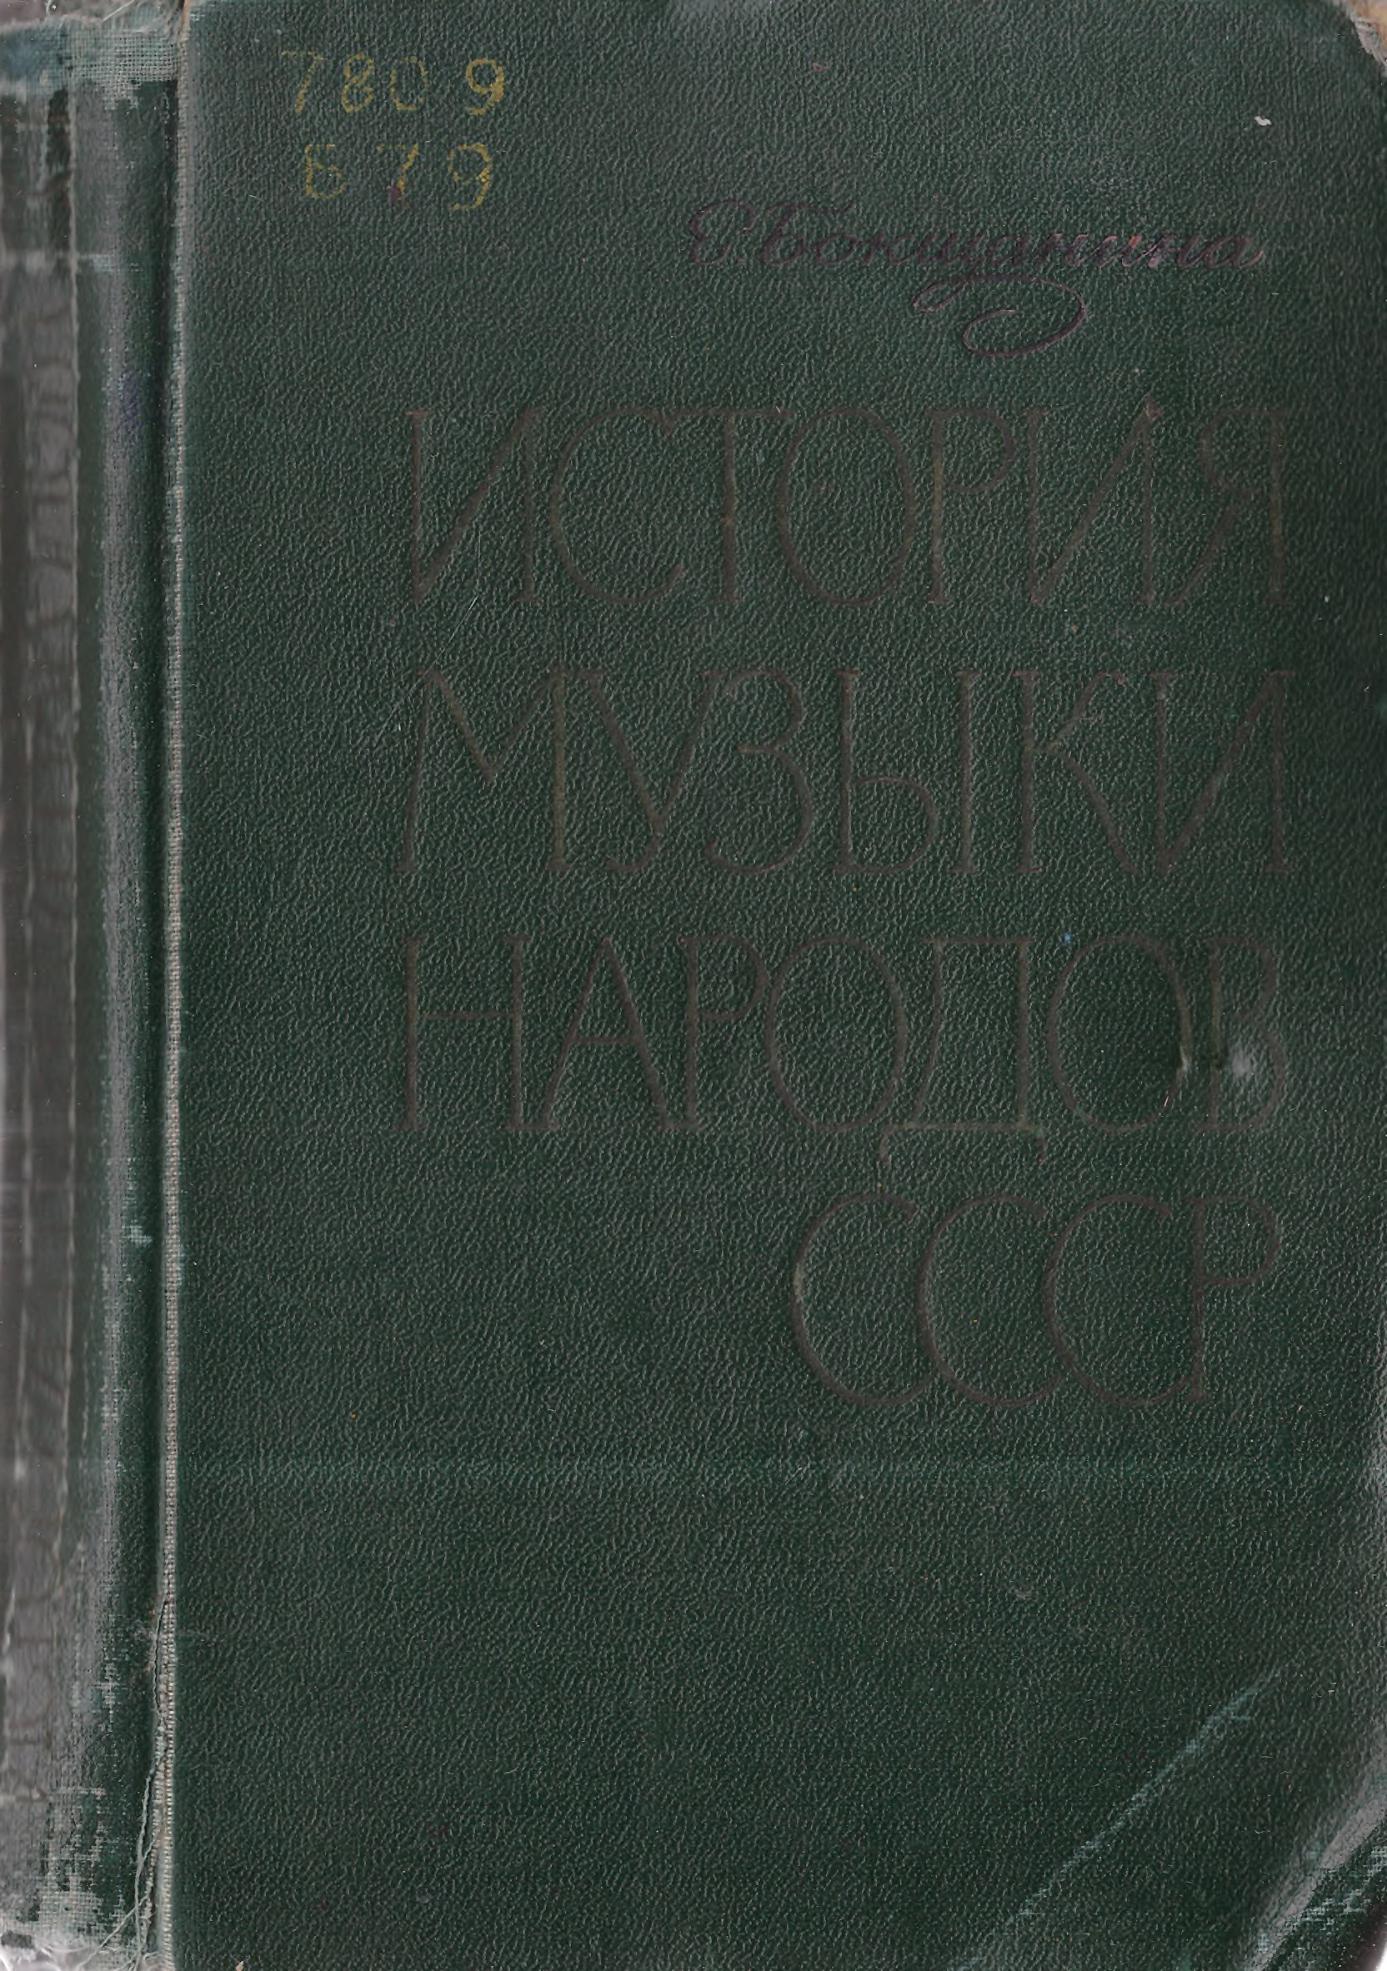 780 9
Б 79
Е. Бокщанина
ИСТОРИЯ
МУЗЫКИ
НАРОДОВ
СССР